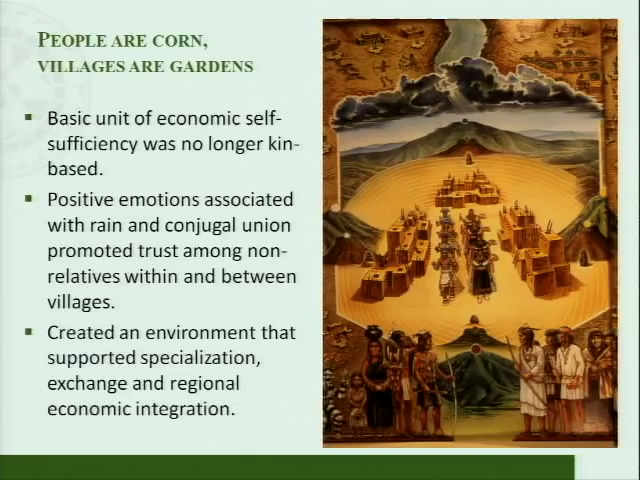 PEOPLE ARE CORN,
VILLAGES ARE GARDENS
▪ Basic unit of economic self-
sufficiency was no longer kin-
based.
▪ Positive emotions associated
with rain and conjugal union
promoted trust among non-
relatives within and between
villages.
▪ Created an environment that
supported specialization,
exchange and regional
economic integration.